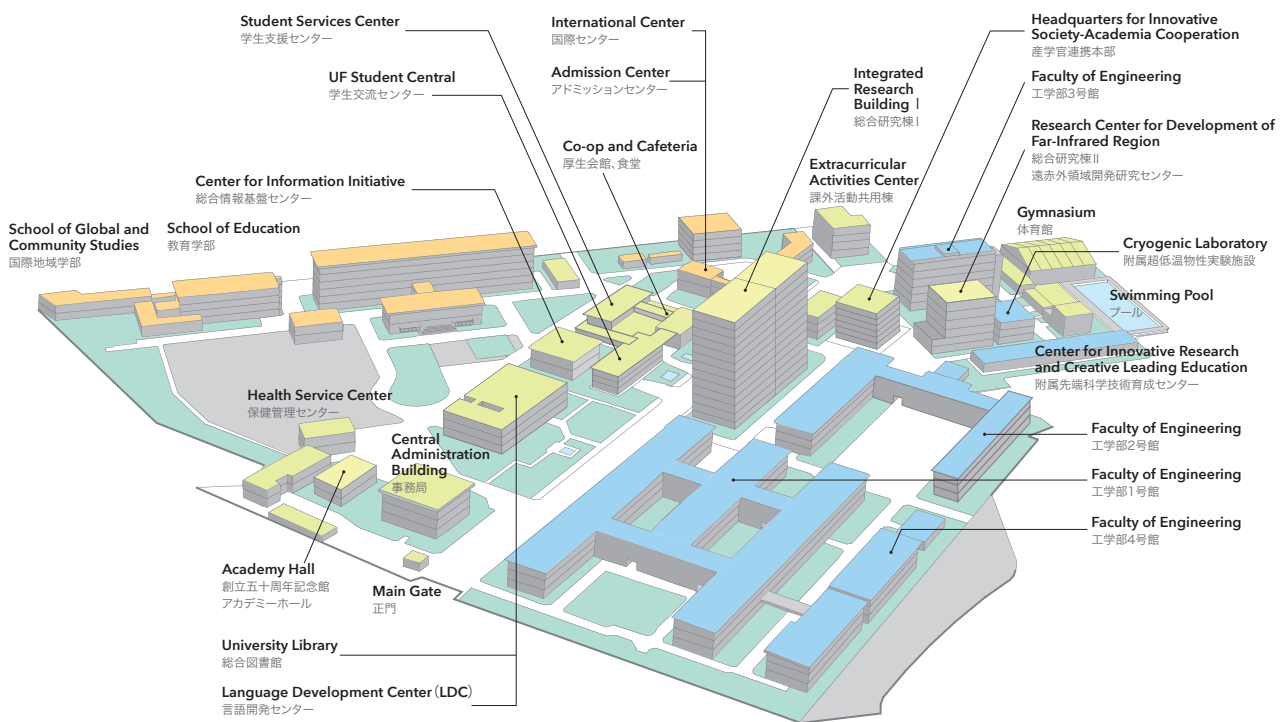 Student Services Center
学生支援センター
UF Student Central
学生交流センター
International Center
国際センター
Admission Center
アドミッションセンター
Co-op and Cafeteria
厚生会館、食堂
Integrated
Research
Building Ⅰ
総合研究棟Ⅰ
Extracurricular
Activities Center
課外活動共用棟
Headquarters for Innovative
Society-Academia Cooperation
産学官連携本部
Faculty of Engineering
工学部3号館
Research Center for Development of
Far-Infrared Region
総合研究棟Ⅱ
遠赤外領域開発研究センター
Gymnasium
体育館
Cryogenic Laboratory
附属超低温物性実験施設
Swimming Pool
プール
Center for Information Initiative
総合情報基盤センター
School of Global and
Community Studies
国際地域学部
School of Education
教育学部
Center for Innovative Research
and Creative Leading Education
附属先端科学技術育成センター
Health Service Center
保健管理センター
Central
Administration
Building
事務局
Faculty of Engineering
工学部2号館
Faculty of Engineering
工学部1号館
Faculty of Engineering
工学部4号館
Academy Hall
創立五十周年記念館
アカデミーホール
Main Gate
正門
University Library
総合図書館
Language Development Center（LDC）
言語開発センター